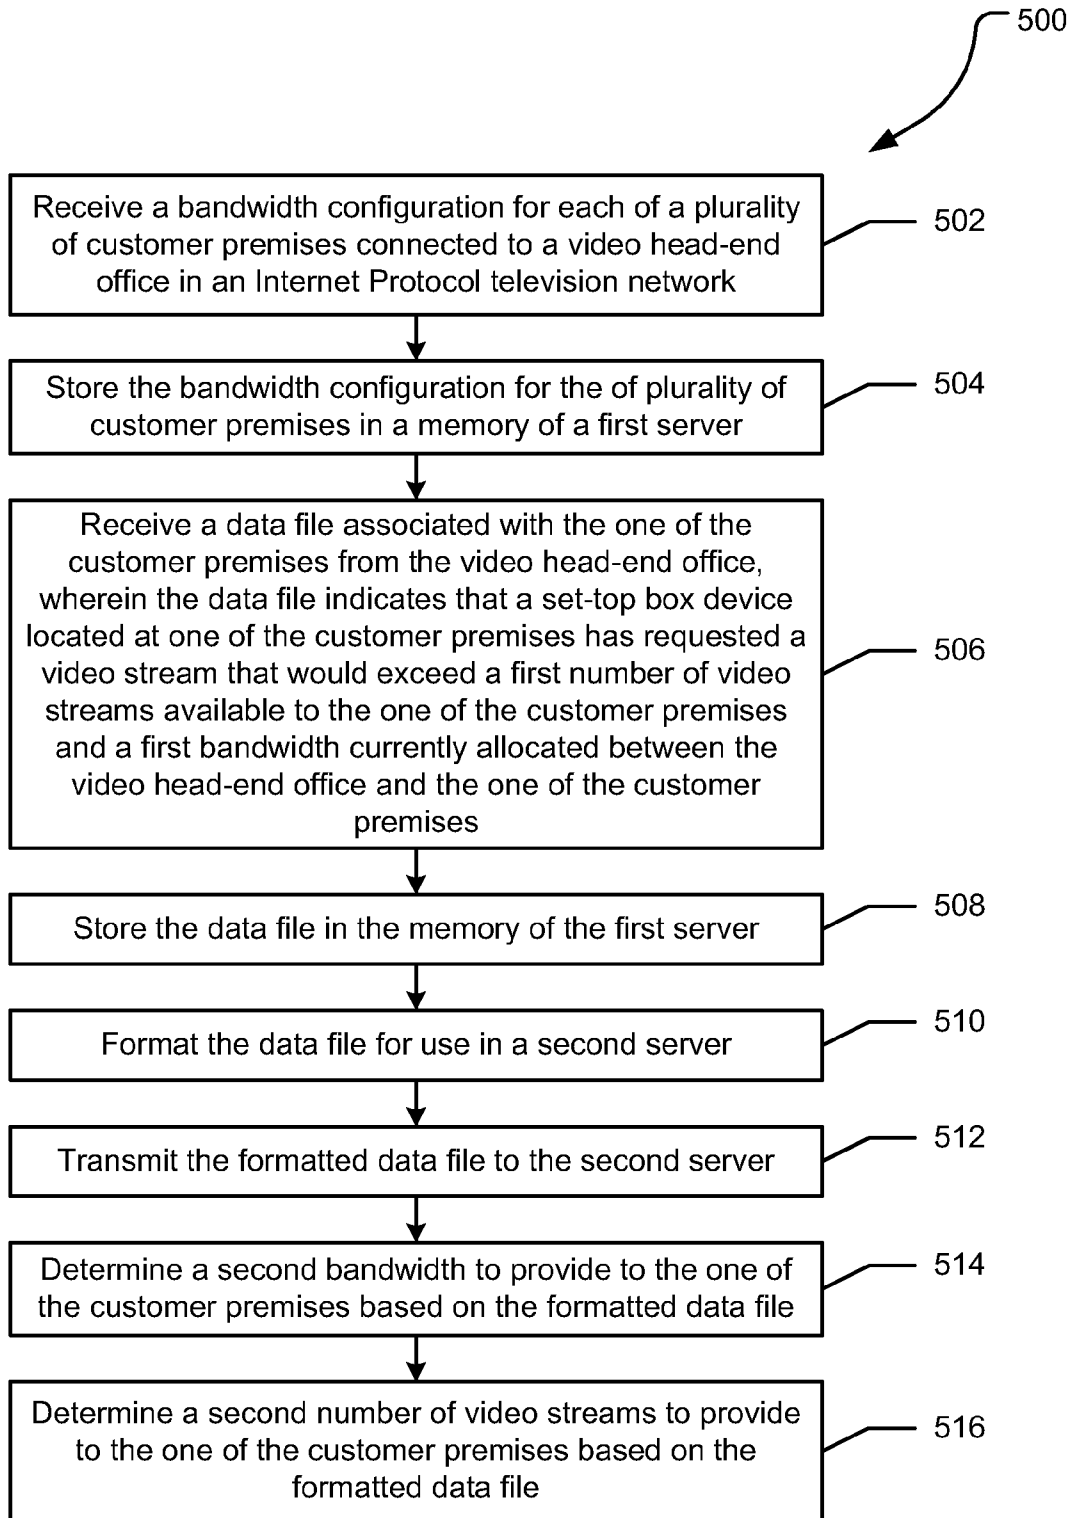 500
Receive a bandwidth configuration for each of a plurality
of customer premises connected to a video head-end
office in an Internet Protocol television network
502
Store the bandwidth configuration for the of plurality of
customer premises in a memory of a first server
504
Receive a data file associated with the one of the
customer premises from the video head-end office,
wherein the data file indicates that a set-top box device
located at one of the customer premises has requested a
video stream that would exceed a first number of video
streams available to the one of the customer premises
and a first bandwidth currently allocated between the
video head-end office and the one of the customer
premises
506
Store the data file in the memory of the first server
508
Format the data file for use in a second server
510
Transmit the formatted data file to the second server
512
Determine a second bandwidth to provide to the one of
the customer premises based on the formatted data file
514
Determine a second number of video streams to provide
to the one of the customer premises based on the
formatted data file
516